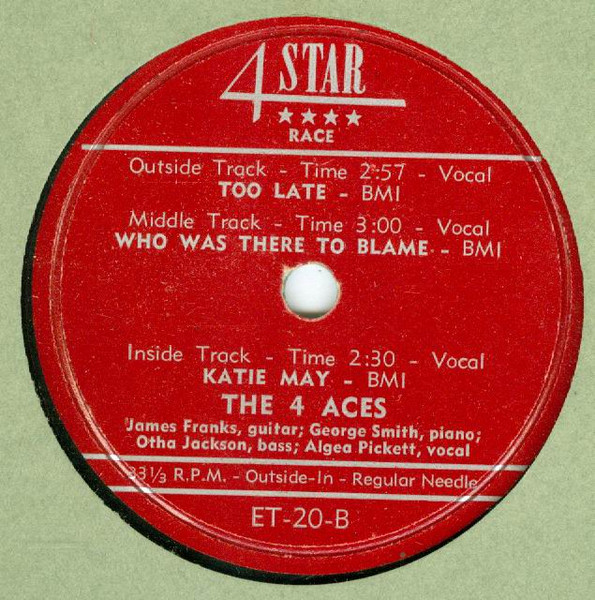 4 STAR
★★★★
RACE
Outside Track - Time 2:57 - Vocal
TOO LATE - BMI
Middle Track - Time 3:00 - Vocal
WHO WAS THERE TO BLAME - BMI
Inside Track - Time 2:30 - Vocal
KATIE MAY - BMI
THE 4 ACES
James Franks, guitar; George Smith, piano;
Otha Jackson, bass; Algea Pickett, vocal
33⅓ R.P.M. - Outside-In - Regular Needle
ET-20-B